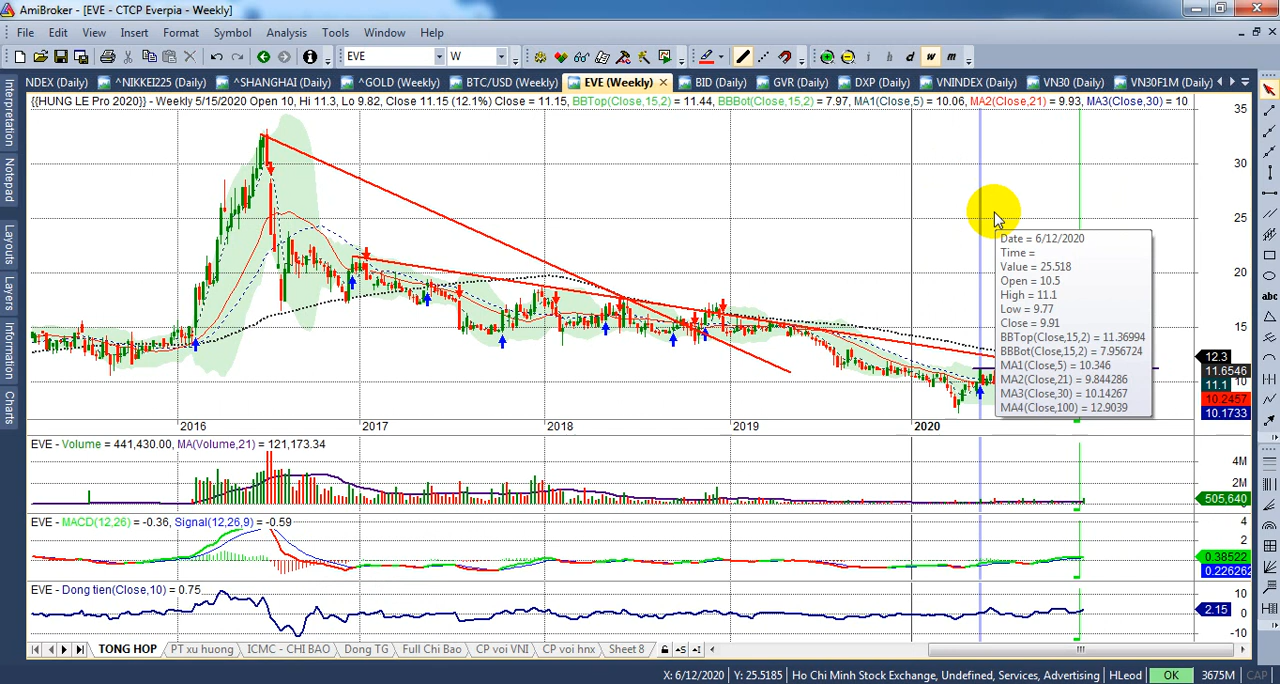 AmiBroker - [EVE - CTCP Everpia - Weekly]
File Edit View Insert Format Symbol Analysis Tools Window Help
EVE W i h d w m
NDEX (Daily) ^NIKKEI225 (Daily) ^SHANGHAI (Daily) ^GOLD (Weekly) BTC/USD (Weekly) EVE (Weekly) BID (Daily) GVR (Daily) DXP (Daily) VNINDEX (Daily) VN30 (Daily) VN30F1M (Daily)
Interpretation
Notepad
Layouts
Layers
Information
Charts
{{HUNG LE Pro 2020}} - Weekly 5/15/2020 Open 10, Hi 11.3, Lo 9.82, Close 11.15 (12.1%) Close = 11.15, BBTop(Close,15,2) = 11.44, BBBot(Close,15,2) = 7.97, MA1(Close,5) = 10.06, MA2(Close,21) = 9.93, MA3(Close,30) = 10
35
30
25
20
15
10
12.3
11.6546
11.1
10.2457
10.1733
Date = 6/12/2020
Time =
Value = 25.518
Open = 10.5
High = 11.1
Low = 9.77
Close = 9.91
BBTop(Close,15,2) = 11.36994
BBBot(Close,15,2) = 7.956724
MA1(Close,5) = 10.346
MA2(Close,21) = 9.844286
MA3(Close,30) = 10.14267
MA4(Close,100) = 12.9039
2016 2017 2018 2019 2020
EVE - Volume = 441,430.00, MA(Volume,21) = 121,173.34
4M
2M
505,640
EVE - MACD(12,26) = -0.36, Signal(12,26,9) = -0.59
4
2
0.38522
0.226262
EVE - Dong tien(Close,10) = 0.75
10
2.15
0
-10
TONG HOP PT xu huong ICMC - CHI BAO Dong TG Full Chi Bao CP voi VNI CP voi hnx Sheet 8
abc
X: 6/12/2020 Y: 25.5185 Ho Chi Minh Stock Exchange, Undefined, Services, Advertising HLeod OK 3675M CAP